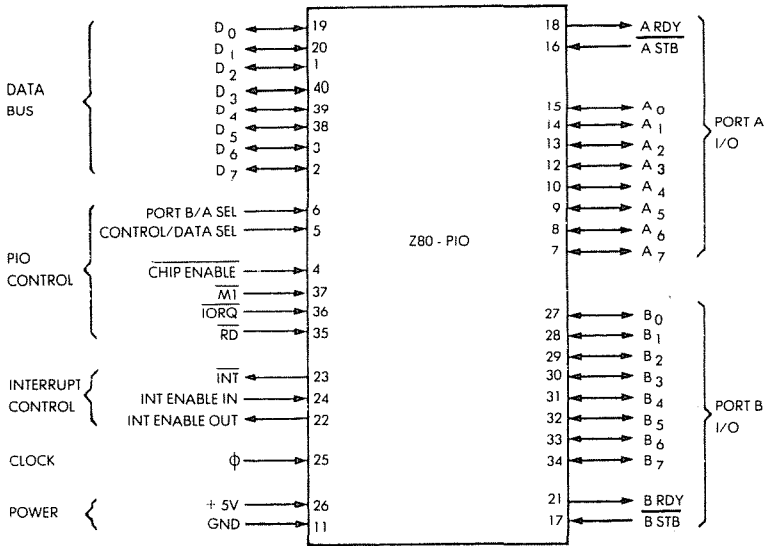 DATA
BUS
D0 19
D1 20
D2 1
D3 40
D4 39
D5 38
D6 3
D7 2
PIO
CONTROL
PORT B/A SEL 6
CONTROL/DATA SEL 5
CHIP ENABLE 4
M1 37
IORQ 36
RD 35
INTERRUPT
CONTROL
INT 23
INT ENABLE IN 24
INT ENABLE OUT 22
CLOCK
ϕ 25
POWER
+ 5V 26
GND 11
Z80 - PIO
18 A RDY
16 A STB
15 A0
14 A1
13 A2
12 A3
10 A4
9 A5
8 A6
7 A7
PORT A
I/O
27 B0
28 B1
29 B2
30 B3
31 B4
32 B5
33 B6
34 B7
PORT B
I/O
21 B RDY
17 B STB